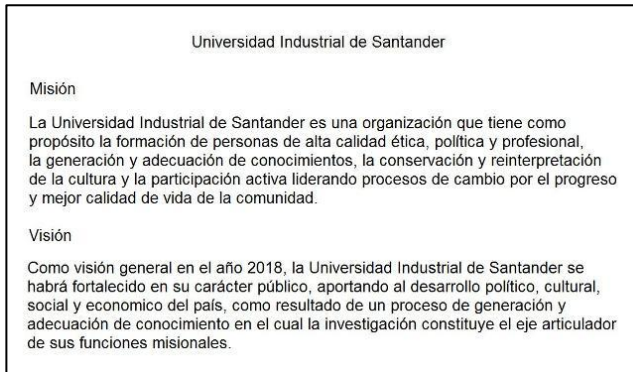 Universidad Industrial de Santander
Misión
La Universidad Industrial de Santander es una organización que tiene como
propósito la formación de personas de alta calidad ética, política y profesional,
la generación y adecuación de conocimientos, la conservación y reinterpretación
de la cultura y la participación activa liderando procesos de cambio por el progreso
y mejor calidad de vida de la comunidad.
Visión
Como visión general en el año 2018, la Universidad Industrial de Santander se
habrá fortalecido en su carácter público, aportando al desarrollo político, cultural,
social y economico del país, como resultado de un proceso de generación y
adecuación de conocimiento en el cual la investigación constituye el eje articulador
de sus funciones misionales.